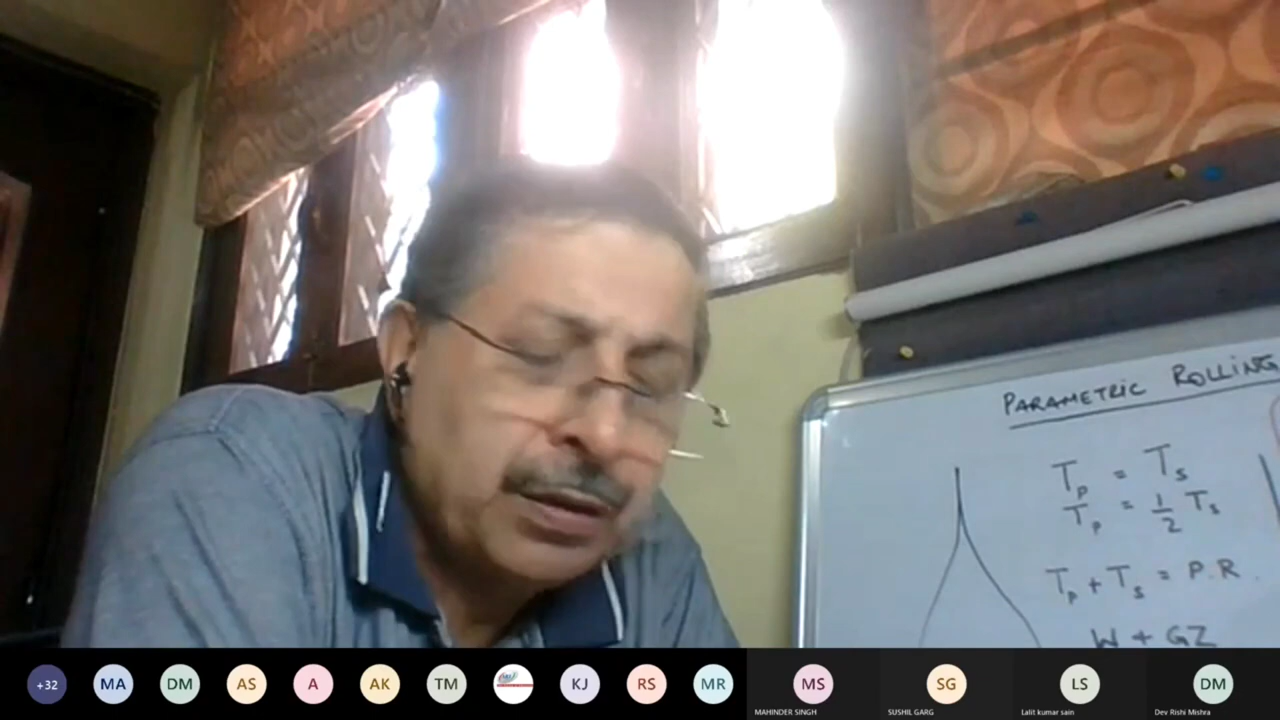 PARAMETRIC ROLLING
Tp = Ts
Tp = 1/2 Ts
Tp + Ts = P.R.
W + GZ
+32
MA
DM
AS
A
AK
TM
KJ
RS
MR
MS
SG
LS
DM
MAHINDER SINGH
SUSHIL GARG
Lalit kumar sain
Dev Rishi Mishra